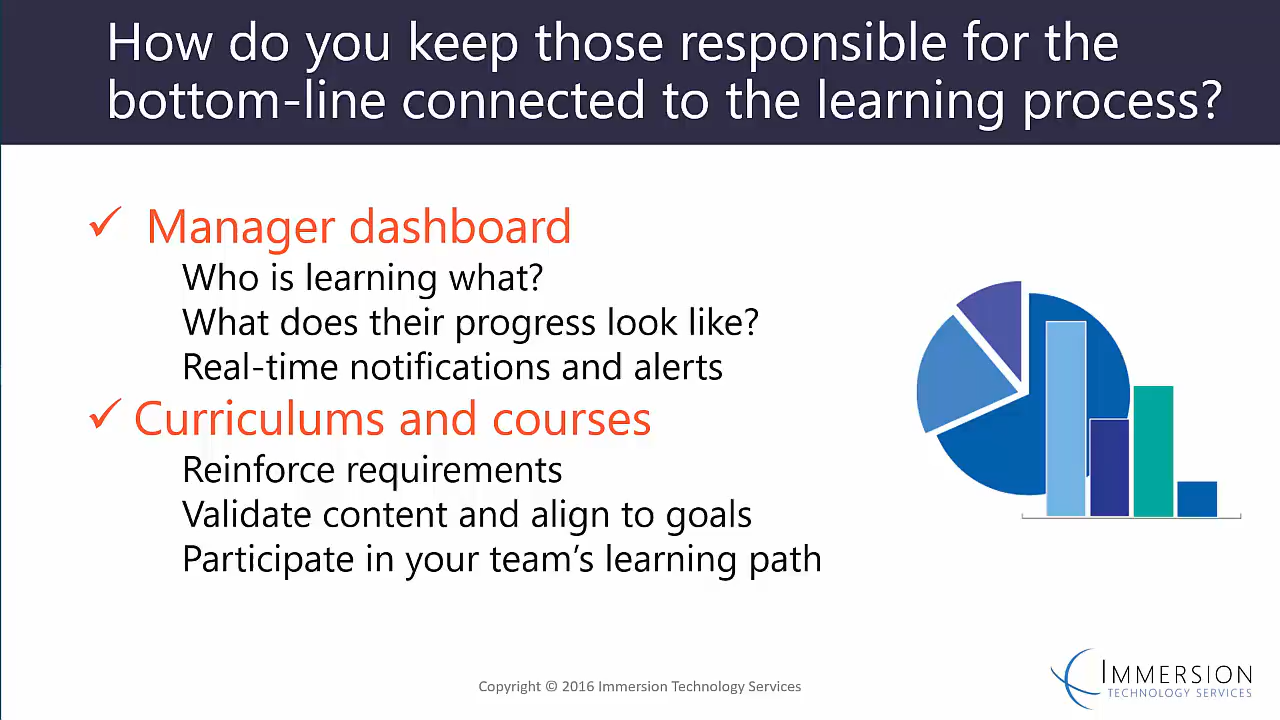 How do you keep those responsible for the
bottom-line connected to the learning process?
✓ Manager dashboard
Who is learning what?
What does their progress look like?
Real-time notifications and alerts
✓ Curriculums and courses
Reinforce requirements
Validate content and align to goals
Participate in your team’s learning path
Copyright © 2016 Immersion Technology Services
IMMERSION
TECHNOLOGY SERVICES